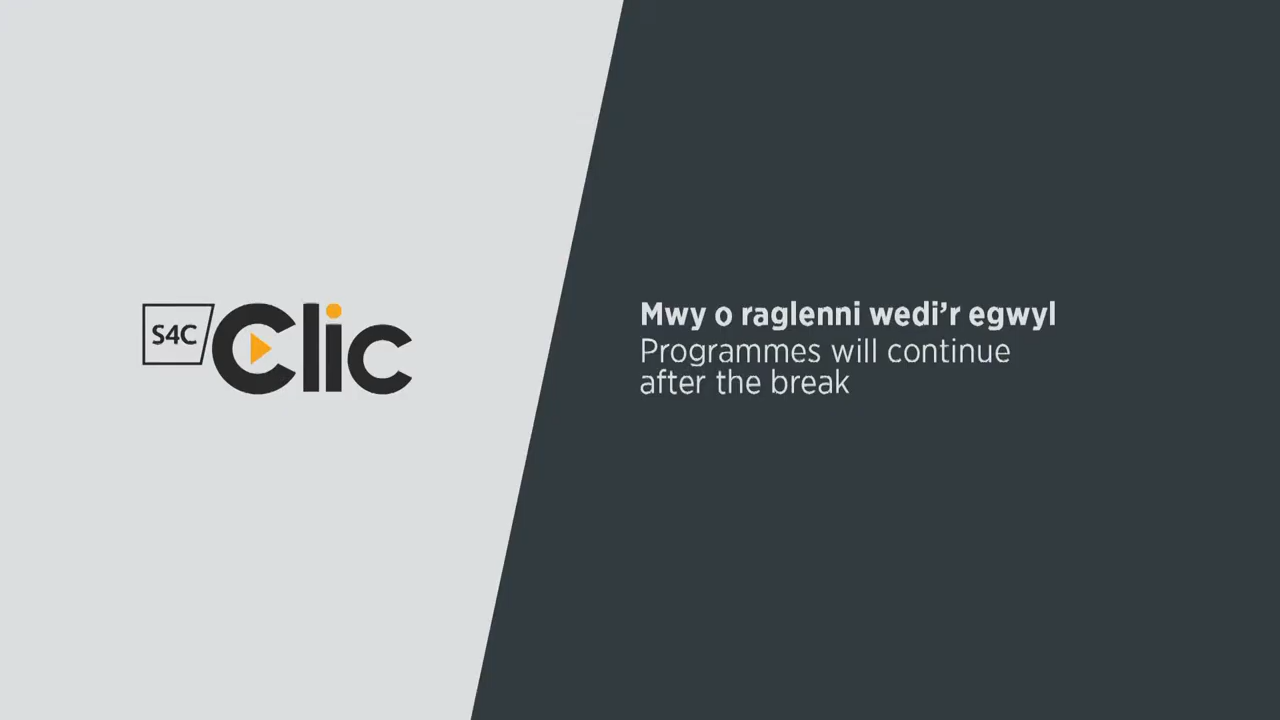 S4C Clic
Mwy o raglenni wedi’r egwyl
Programmes will continue
after the break